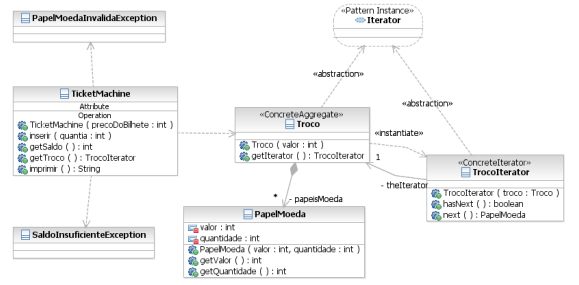 PapelMoedaInvalidaException
«Pattern Instance»
Iterator
TicketMachine
Attribute
Operation
TicketMachine ( precoDoBilhete : int )
inserir ( quantia : int )
getSaldo ( ) : int
getTroco ( ) : TrocoIterator
imprimir ( ) : String
«abstraction»
«abstraction»
«ConcreteAggregate»
Troco
Troco ( valor : int )
getIterator ( ) : TrocoIterator
«instantiate»
1
«ConcreteIterator»
TrocoIterator
TrocoIterator ( troco : Troco )
hasNext ( ) : boolean
next ( ) : PapelMoeda
- theIterator
*
- papeisMoeda
SaldoInsuficienteException
PapelMoeda
valor : int
quantidade : int
PapelMoeda ( valor : int, quantidade : int )
getValor ( ) : int
getQuantidade ( ) : int